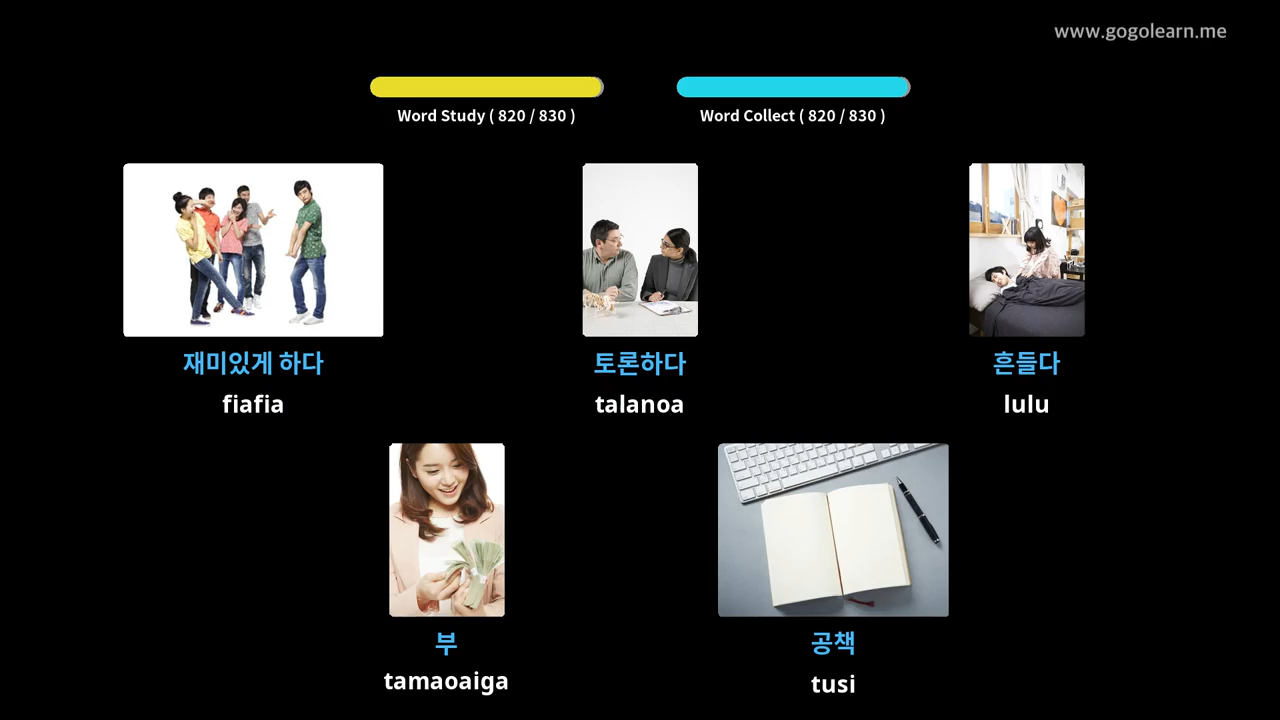 www.gogolearn.me
Word Study ( 820 / 830 )
Word Collect ( 820 / 830 )
재미있게 하다
fiafia
토론하다
talanoa
흔들다
lulu
부
tamaoaiga
공책
tusi